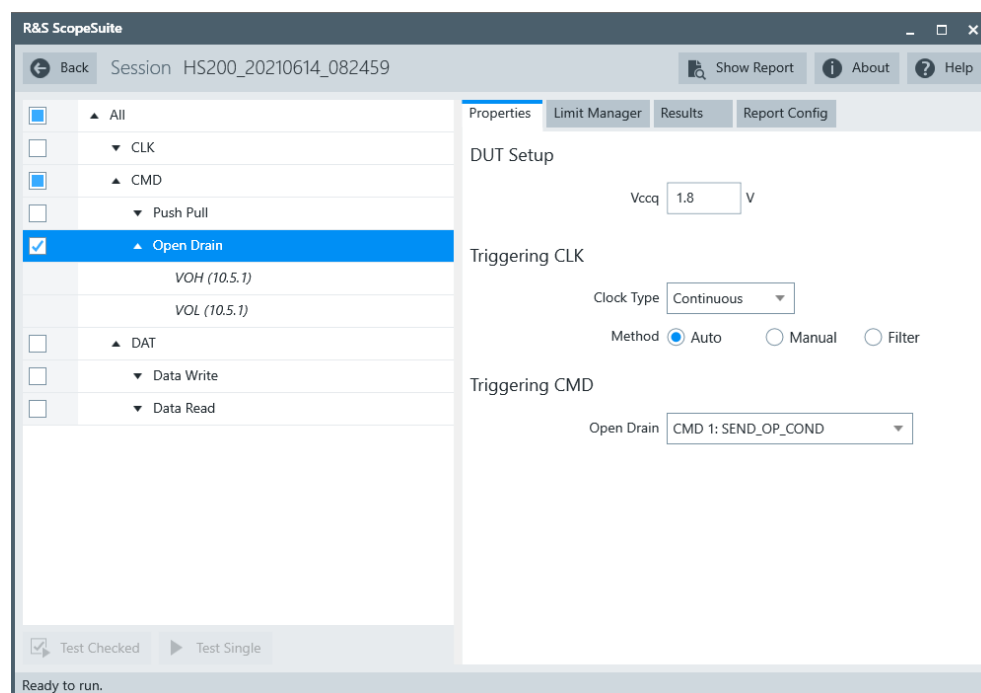 R&S ScopeSuite
Back Session HS200_20210614_082459 Show Report About Help
All
CLK
CMD
Push Pull
Open Drain
VOH (10.5.1)
VOL (10.5.1)
DAT
Data Write
Data Read
Test Checked Test Single
Properties Limit Manager Results Report Config
DUT Setup
Vccq 1.8 V
Triggering CLK
Clock Type Continuous
Method Auto Manual Filter
Triggering CMD
Open Drain CMD 1: SEND_OP_COND
Ready to run.